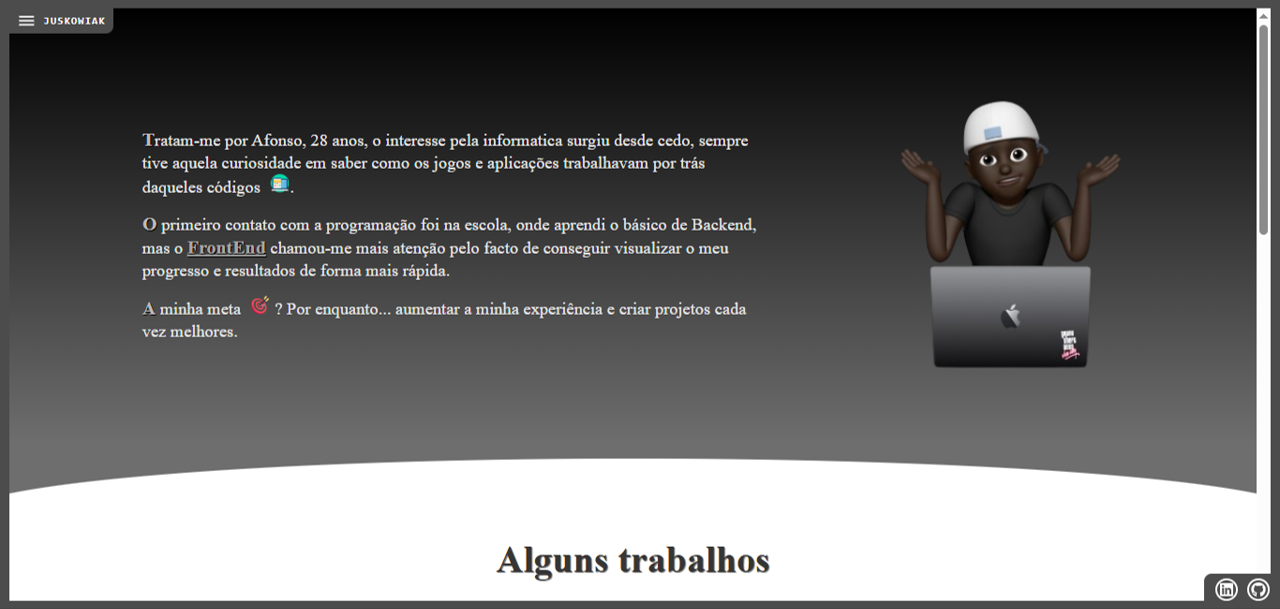 JUSKOWIAK
Tratam-me por Afonso, 28 anos, o interesse pela informatica surgiu desde cedo, sempre
tive aquela curiosidade em saber como os jogos e aplicações trabalhavam por trás
daqueles códigos .
O primeiro contato com a programação foi na escola, onde aprendi o básico de Backend,
mas o FrontEnd chamou-me mais atenção pelo facto de conseguir visualizar o meu
progresso e resultados de forma mais rápida.
A minha meta ? Por enquanto... aumentar a minha experiência e criar projetos cada
vez melhores.
Alguns trabalhos